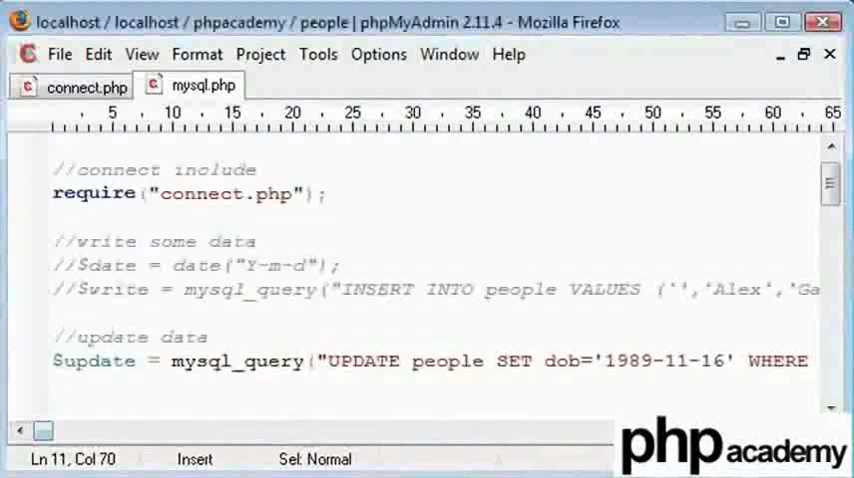 localhost / localhost / phpacademy / people | phpMyAdmin 2.11.4 - Mozilla Firefox
File Edit View Format Project Tools Options Window Help
connect.php mysql.php
5 10 15 20 25 30 35 40 45 50 55 60 65
//connect include
require("connect.php");
//write some data
//$date = date("Y-m-d");
//$write = mysql_query("INSERT INTO people VALUES ('','Alex','Ga
//update data
$update = mysql_query("UPDATE people SET dob='1989-11-16' WHERE
Ln 11, Col 70 Insert Sel: Normal
php academy